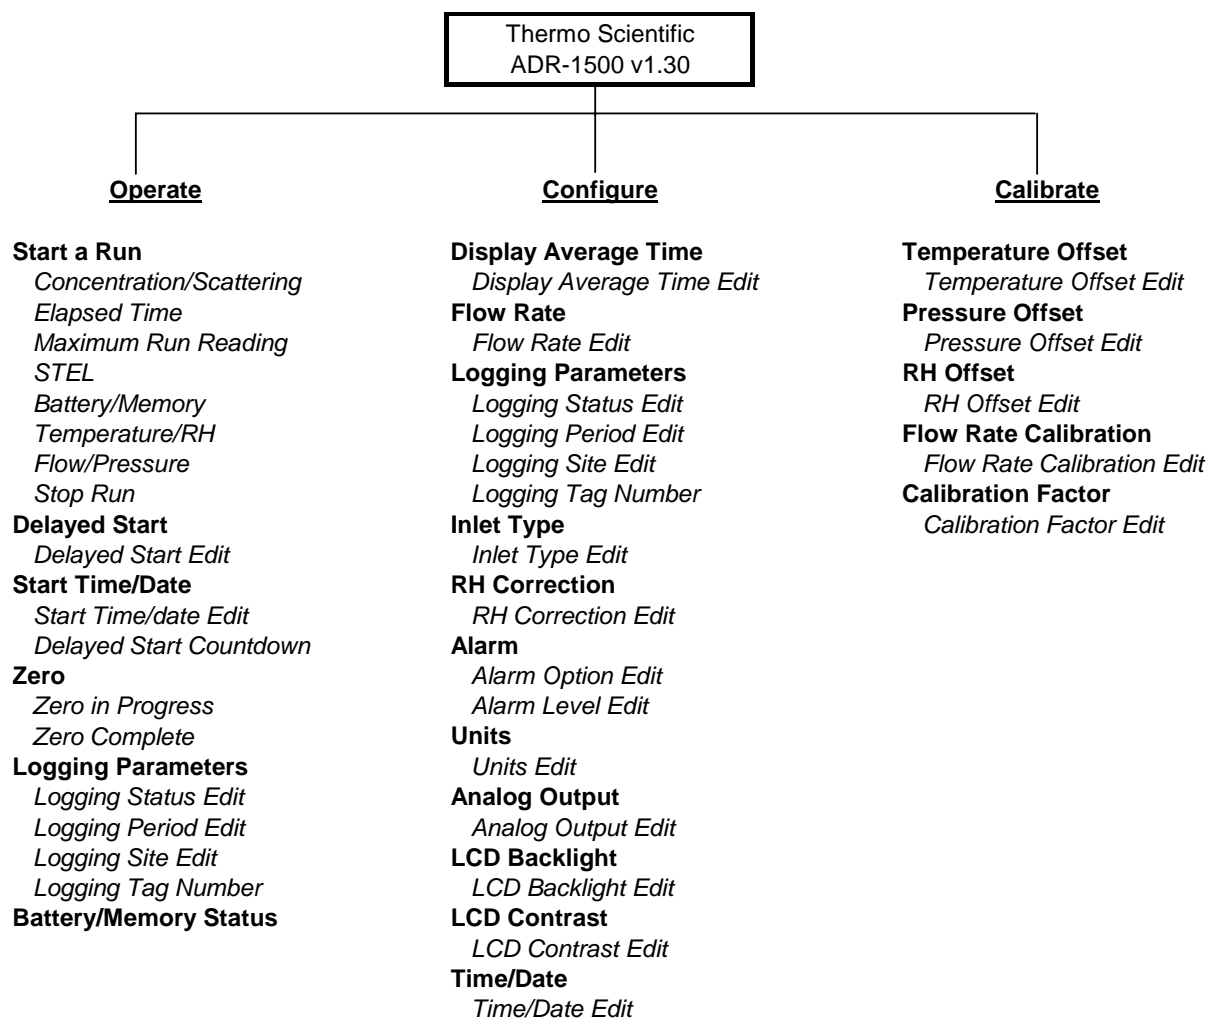 Thermo Scientific
ADR-1500 v1.30
Operate
Start a Run
Concentration/Scattering
Elapsed Time
Maximum Run Reading
STEL
Battery/Memory
Temperature/RH
Flow/Pressure
Stop Run
Delayed Start
Delayed Start Edit
Start Time/Date
Start Time/date Edit
Delayed Start Countdown
Zero
Zero in Progress
Zero Complete
Logging Parameters
Logging Status Edit
Logging Period Edit
Logging Site Edit
Logging Tag Number
Battery/Memory Status
Configure
Display Average Time
Display Average Time Edit
Flow Rate
Flow Rate Edit
Logging Parameters
Logging Status Edit
Logging Period Edit
Logging Site Edit
Logging Tag Number
Inlet Type
Inlet Type Edit
RH Correction
RH Correction Edit
Alarm
Alarm Option Edit
Alarm Level Edit
Units
Units Edit
Analog Output
Analog Output Edit
LCD Backlight
LCD Backlight Edit
LCD Contrast
LCD Contrast Edit
Time/Date
Time/Date Edit
Calibrate
Temperature Offset
Temperature Offset Edit
Pressure Offset
Pressure Offset Edit
RH Offset
RH Offset Edit
Flow Rate Calibration
Flow Rate Calibration Edit
Calibration Factor
Calibration Factor Edit